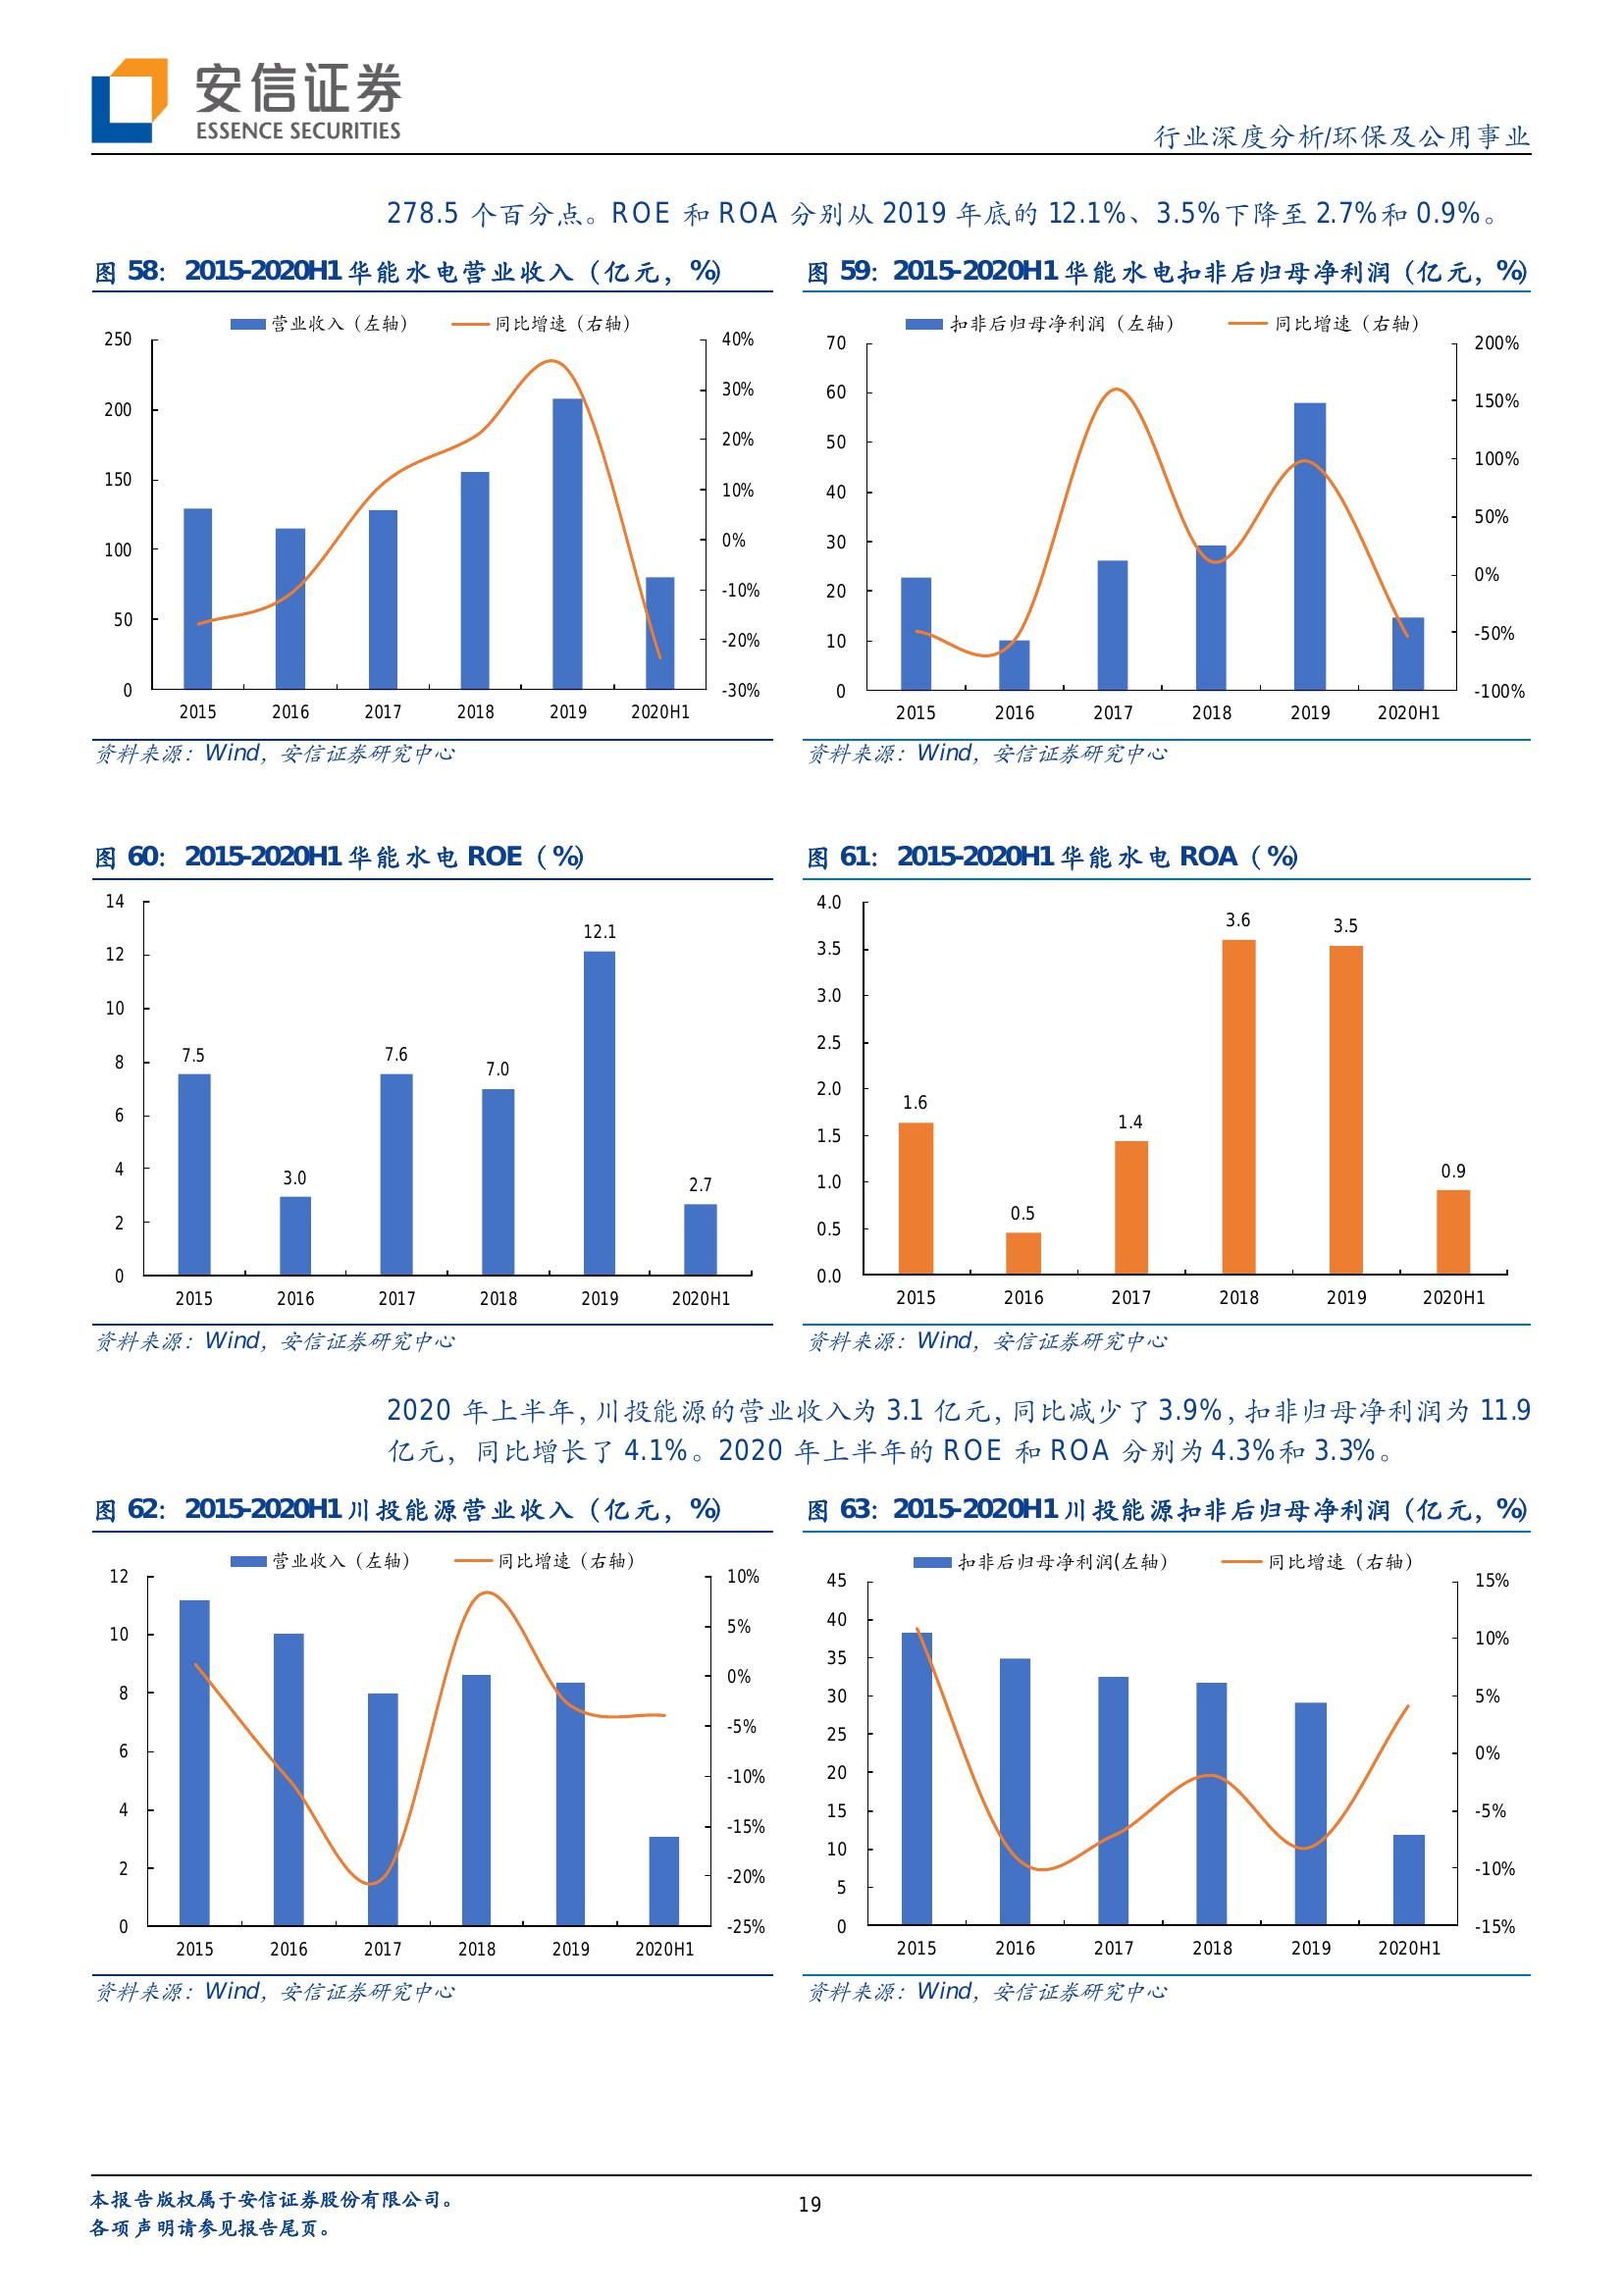 安信证券
ESSENCE SECURITIES
行业深度分析/环保及公用事业
278.5 个百分点。ROE 和 ROA 分别从 2019 年底的 12.1%、3.5%下降至 2.7%和 0.9%。
图 58：2015-2020H1 华能水电营业收入（亿元，%）
营业收入（左轴） 同比增速（右轴）
250
200
150
100
50
0
40%
30%
20%
10%
0%
-10%
-20%
-30%
2015 2016 2017 2018 2019 2020H1
资料来源：Wind，安信证券研究中心
图 59：2015-2020H1 华能水电扣非后归母净利润（亿元，%）
扣非后归母净利润（左轴） 同比增速（右轴）
70
60
50
40
30
20
10
0
200%
150%
100%
50%
0%
-50%
-100%
2015 2016 2017 2018 2019 2020H1
资料来源：Wind，安信证券研究中心
图 60：2015-2020H1 华能水电 ROE（%）
14
12
10
8
6
4
2
0
7.5 3.0 7.6 7.0 12.1 2.7
2015 2016 2017 2018 2019 2020H1
资料来源：Wind，安信证券研究中心
图 61：2015-2020H1 华能水电 ROA（%）
4.0
3.5
3.0
2.5
2.0
1.5
1.0
0.5
0.0
1.6 0.5 1.4 3.6 3.5 0.9
2015 2016 2017 2018 2019 2020H1
资料来源：Wind，安信证券研究中心
2020 年上半年，川投能源的营业收入为 3.1 亿元，同比减少了 3.9%，扣非归母净利润为 11.9
亿元，同比增长了 4.1%。2020 年上半年的 ROE 和 ROA 分别为 4.3%和 3.3%。
图 62：2015-2020H1 川投能源营业收入（亿元，%）
营业收入（左轴） 同比增速（右轴）
12
10
8
6
4
2
0
10%
5%
0%
-5%
-10%
-15%
-20%
-25%
2015 2016 2017 2018 2019 2020H1
资料来源：Wind，安信证券研究中心
图 63：2015-2020H1 川投能源扣非后归母净利润（亿元，%）
扣非后归母净利润(左轴） 同比增速（右轴）
45
40
35
30
25
20
15
10
5
0
15%
10%
5%
0%
-5%
-10%
-15%
2015 2016 2017 2018 2019 2020H1
资料来源：Wind，安信证券研究中心
本报告版权属于安信证券股份有限公司。
各项声明请参见报告尾页。
19